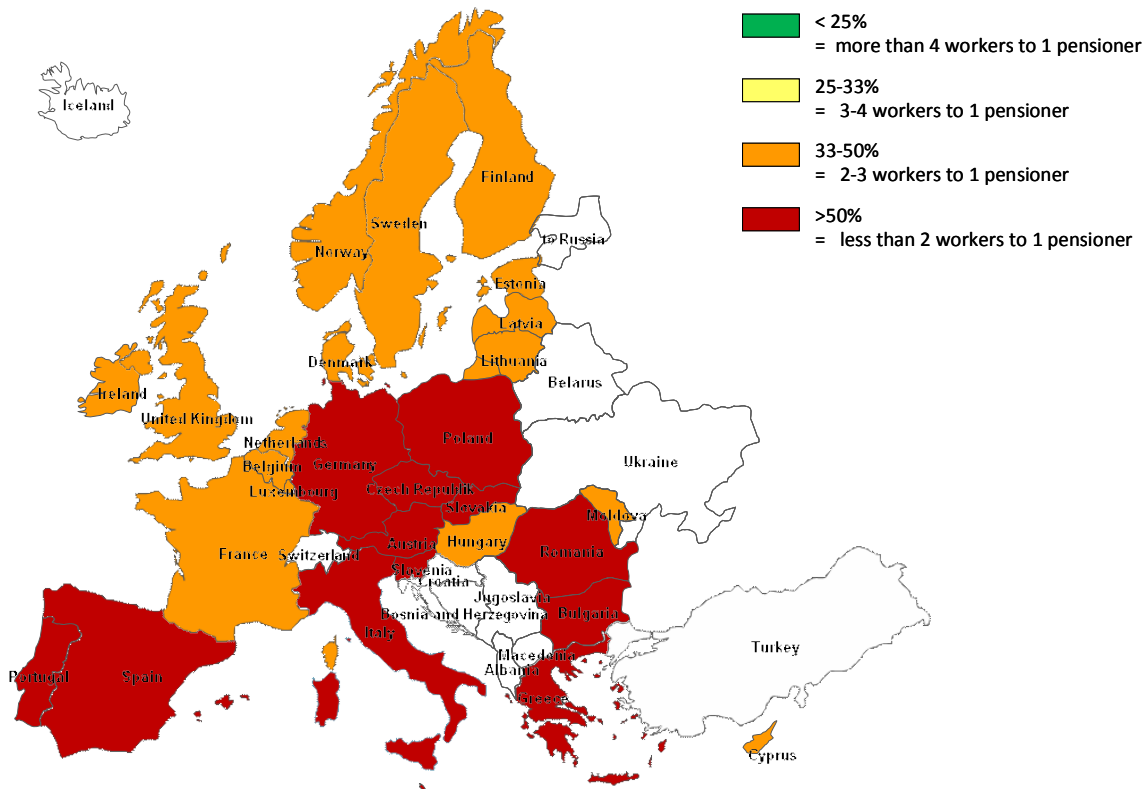 < 25%
= more than 4 workers to 1 pensioner
25-33%
= 3-4 workers to 1 pensioner
33-50%
= 2-3 workers to 1 pensioner
>50%
= less than 2 workers to 1 pensioner
Iceland
Finland
Sweden
Norway
to Russia
Estonia
Latvia
Denmark
Lithuania
Belarus
Ireland
United Kingdom
Netherlands
Poland
Belgium
Germany
Ukraine
Luxembourg
Czech Republik
Slovakia
Moldova
Austria
Hungary
France
Switzerland
Romania
Slovenia
Croatia
Jugoslavia
Bosnia and Herzegovina
Bulgaria
Italy
Turkey
Macedonia
Albania
Portugal
Spain
Greece
Cyprus